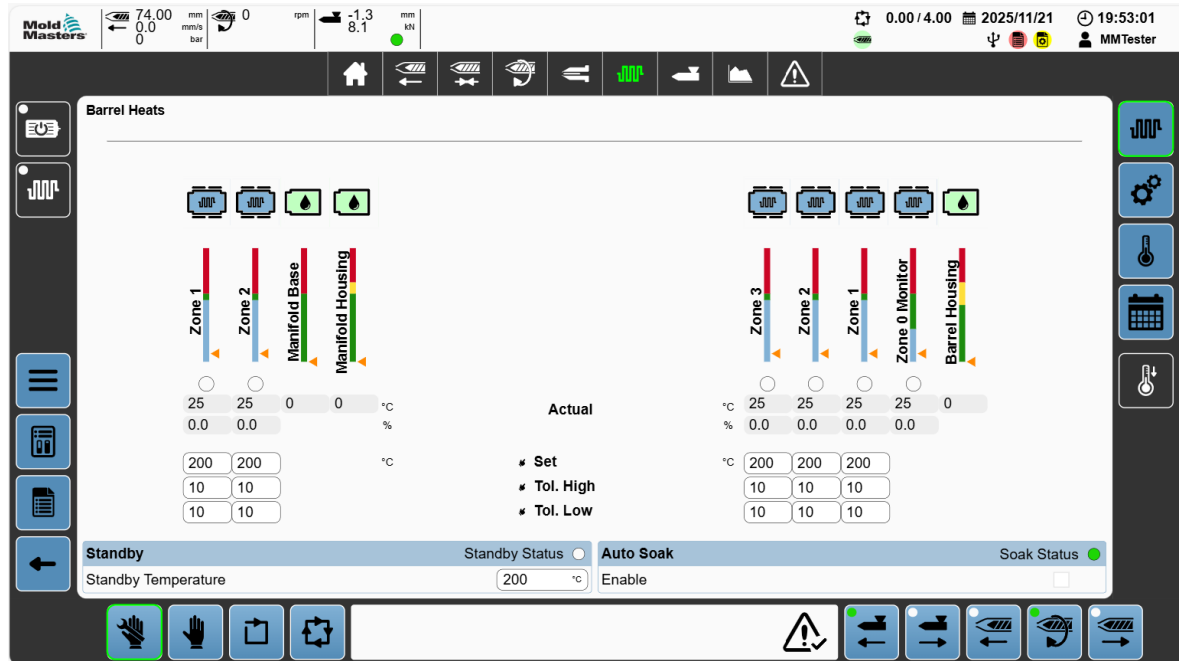 Mold
Masters
74.00 mm
0.0 mm/s
0 bar
0 rpm
-1.3 mm
8.1 kN
0.00 / 4.00
2025/11/21
19:53:01
MMTester
Barrel Heats
Zone 1
Zone 2
Manifold Base
Manifold Housing
Zone 3
Zone 2
Zone 1
Zone 0 Monitor
Barrel Housing
25 25 0 0 °C Actual °C 25 25 25 25 0
0.0 0.0 % % 0.0 0.0 0.0 0.0
200 200 °C Set °C 200 200 200
10 10 Tol. High 10 10 10
10 10 Tol. Low 10 10 10
Standby Standby Status Auto Soak Soak Status
Standby Temperature 200 °C Enable